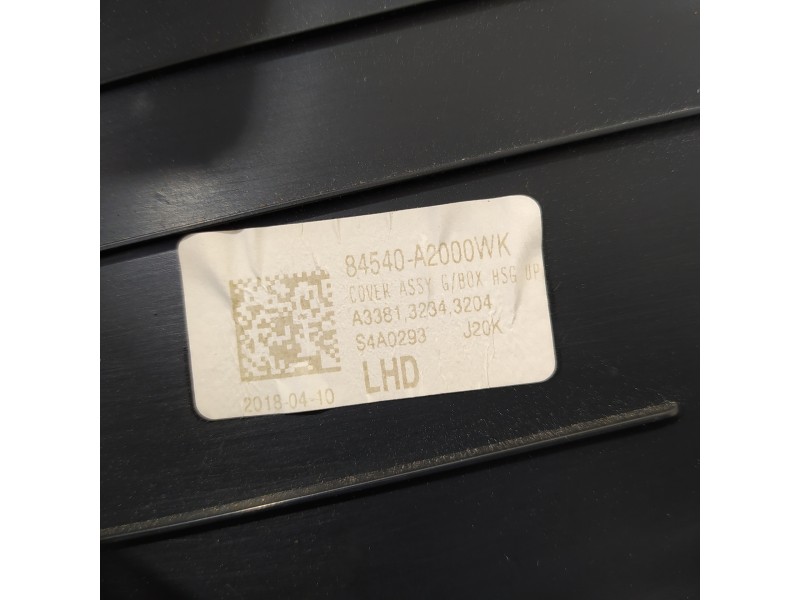 84540-A2000WK
COVER ASSY G/BOX HSG UP
A3381,3234,3204
S4A0293 J20K
LHD
2018-04-10